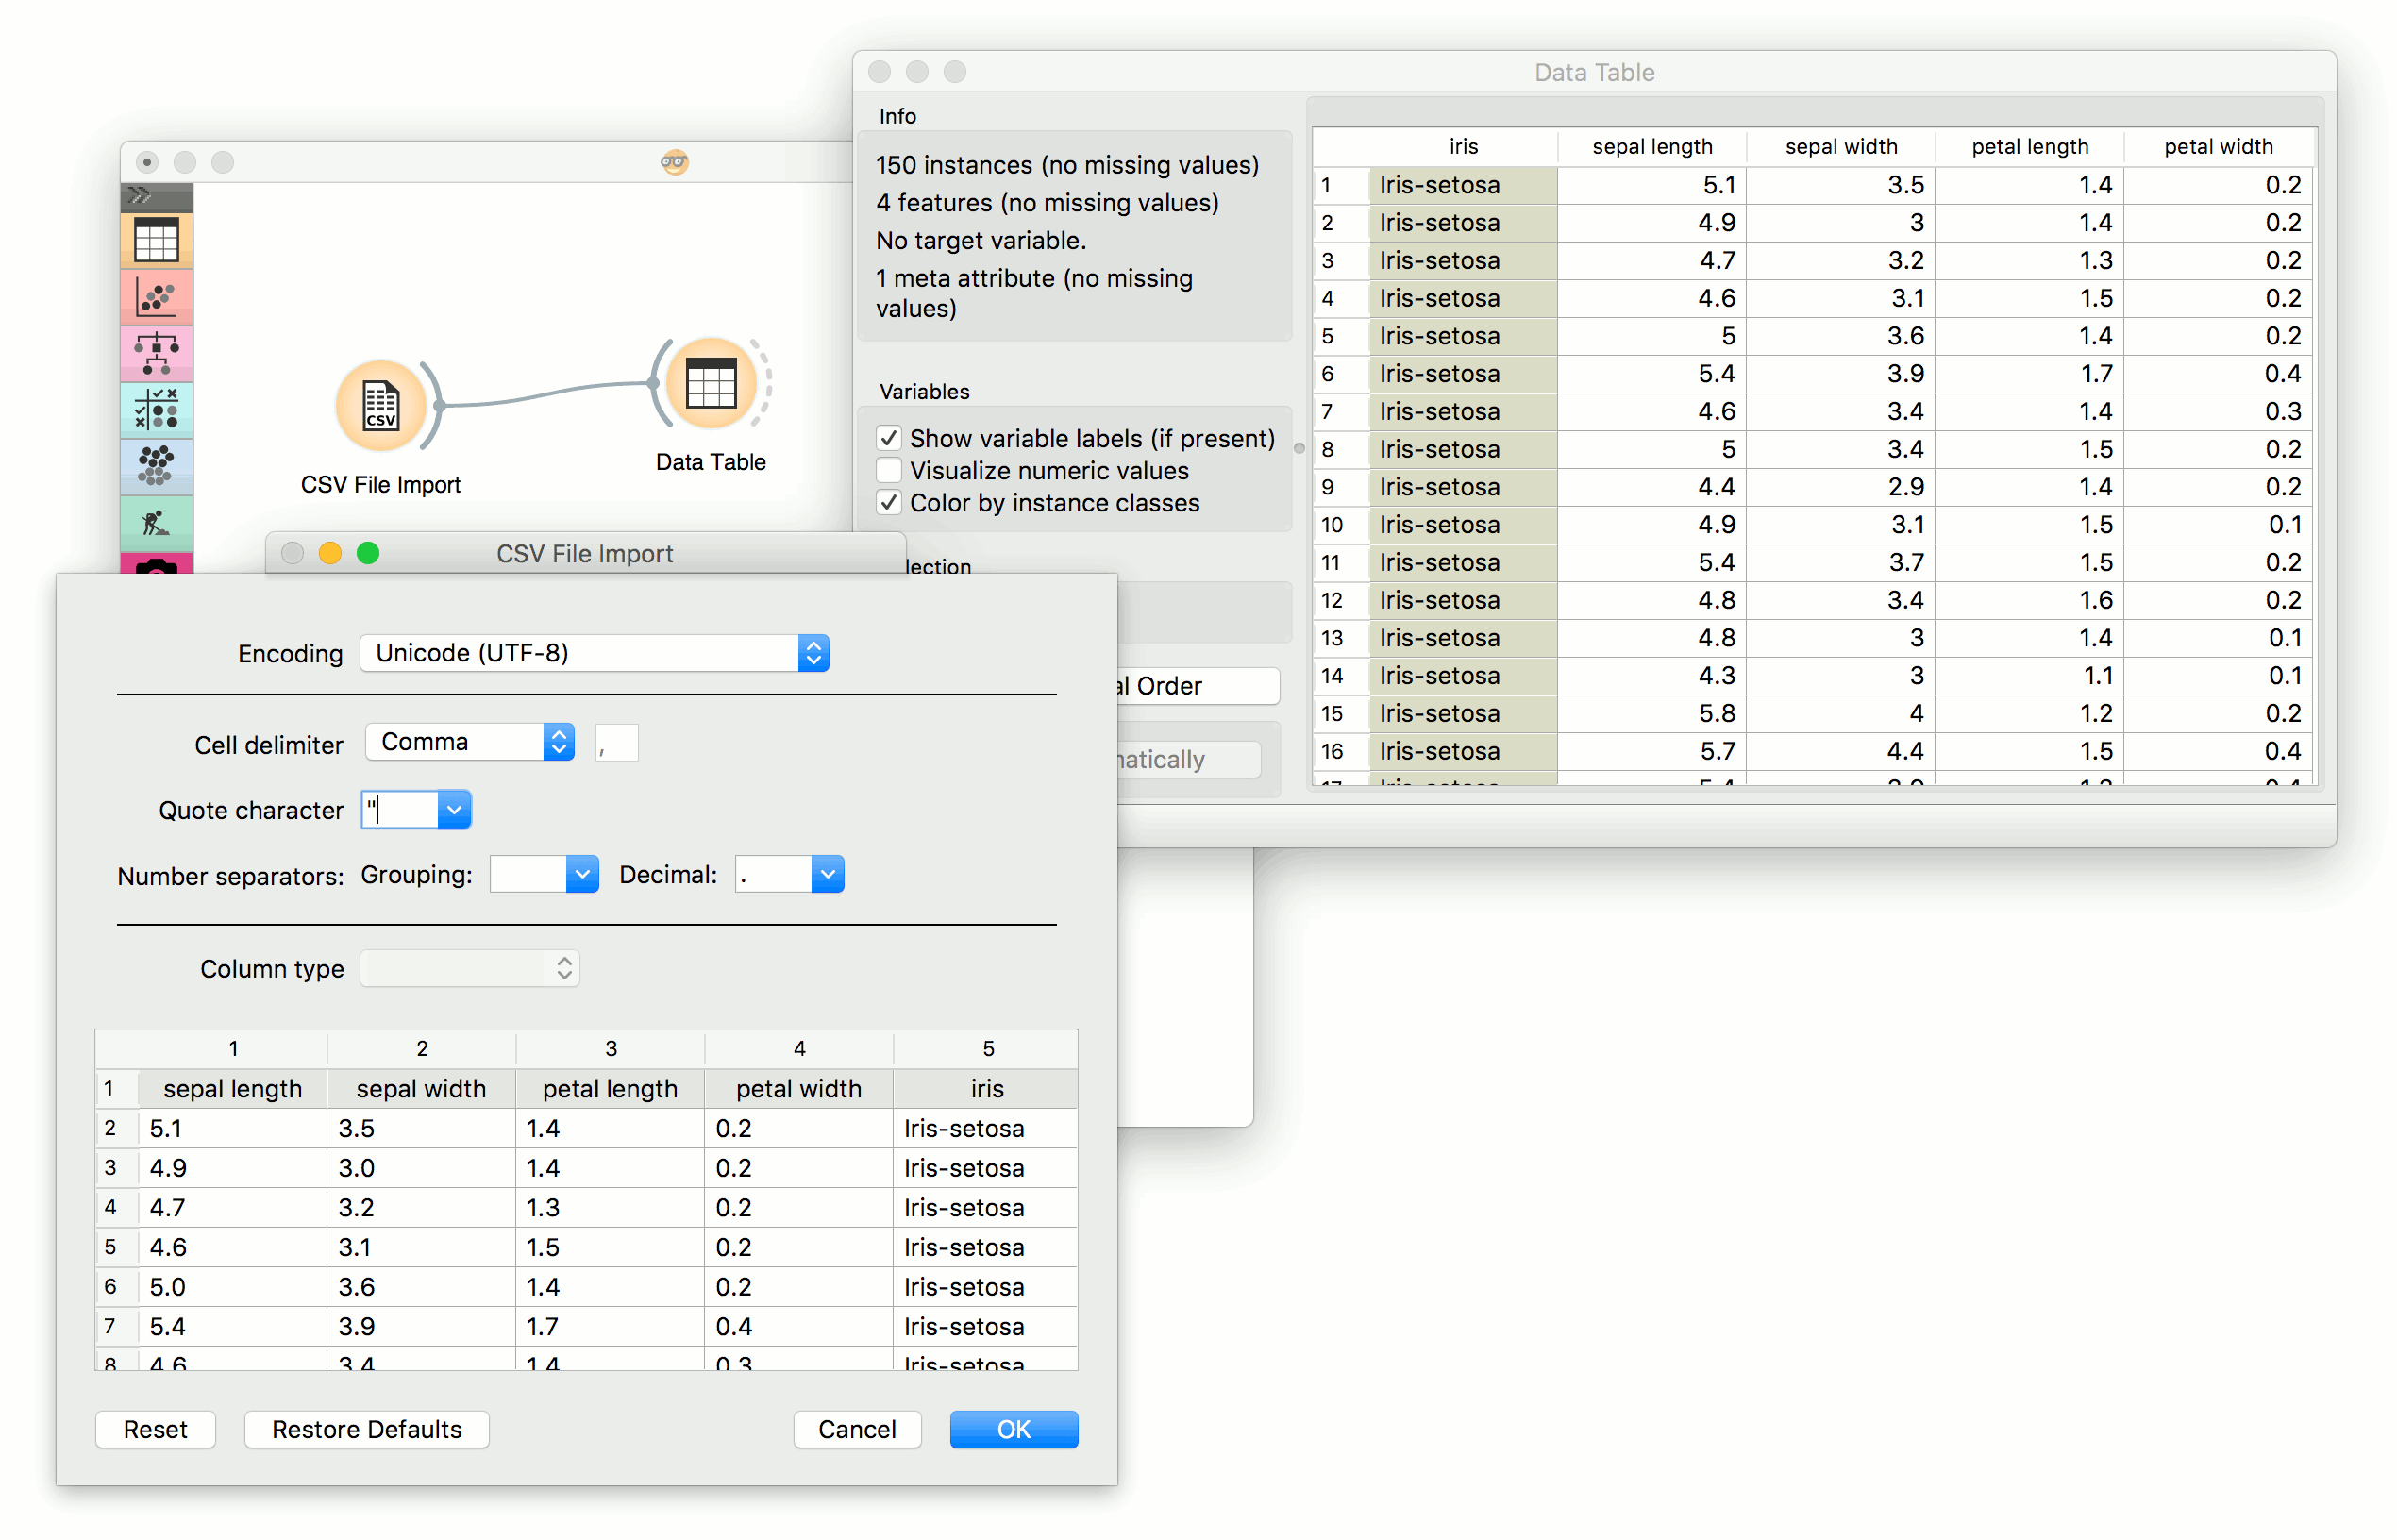 Data Table
Info
150 instances (no missing values)
4 features (no missing values)
No target variable.
1 meta attribute (no missing
values)
Variables
Show variable labels (if present)
Visualize numeric values
Color by instance classes
lection
al Order
matically
iris sepal length sepal width petal length petal width
1 Iris-setosa 5.1 3.5 1.4 0.2
2 Iris-setosa 4.9 3 1.4 0.2
3 Iris-setosa 4.7 3.2 1.3 0.2
4 Iris-setosa 4.6 3.1 1.5 0.2
5 Iris-setosa 5 3.6 1.4 0.2
6 Iris-setosa 5.4 3.9 1.7 0.4
7 Iris-setosa 4.6 3.4 1.4 0.3
8 Iris-setosa 5 3.4 1.5 0.2
9 Iris-setosa 4.4 2.9 1.4 0.2
10 Iris-setosa 4.9 3.1 1.5 0.1
11 Iris-setosa 5.4 3.7 1.5 0.2
12 Iris-setosa 4.8 3.4 1.6 0.2
13 Iris-setosa 4.8 3 1.4 0.1
14 Iris-setosa 4.3 3 1.1 0.1
15 Iris-setosa 5.8 4 1.2 0.2
16 Iris-setosa 5.7 4.4 1.5 0.4
17 Iris-setosa 5.4 3.9 1.3 0.4
CSV
CSV File Import
Data Table
CSV File Import
Encoding Unicode (UTF-8)
Cell delimiter Comma ,
Quote character "
Number separators: Grouping: Decimal: .
Column type
1 2 3 4 5
1 sepal length sepal width petal length petal width iris
2 5.1 3.5 1.4 0.2 Iris-setosa
3 4.9 3.0 1.4 0.2 Iris-setosa
4 4.7 3.2 1.3 0.2 Iris-setosa
5 4.6 3.1 1.5 0.2 Iris-setosa
6 5.0 3.6 1.4 0.2 Iris-setosa
7 5.4 3.9 1.7 0.4 Iris-setosa
8 4.6 3.4 1.4 0.3 Iris-setosa
Reset Restore Defaults Cancel OK